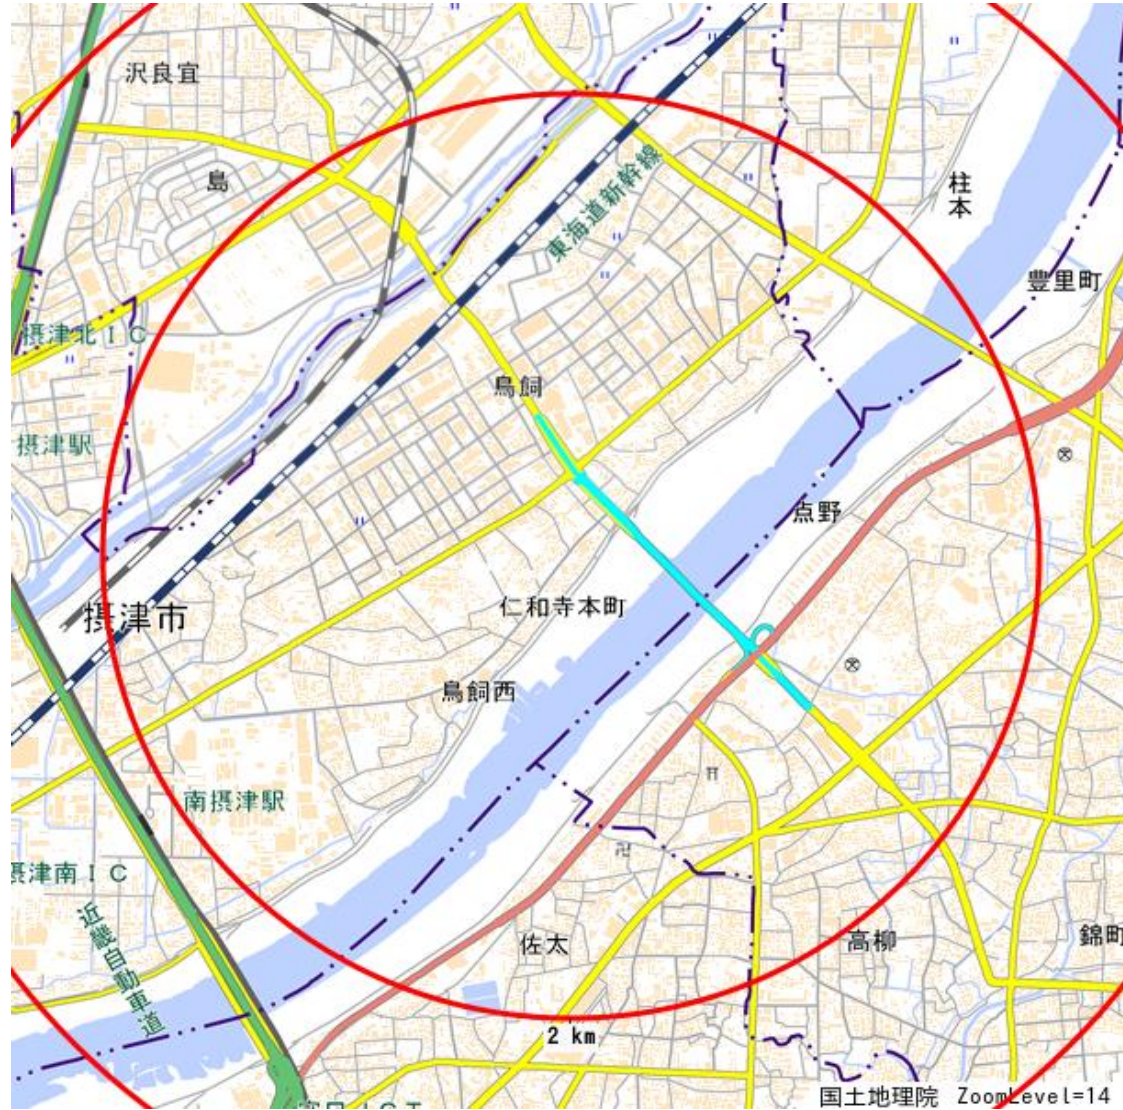 沢良宜
島
東海道新幹線
柱本
豊里町
摂津北IC
鳥飼
摂津駅
点野
摂津市
仁和寺本町
鳥飼西
南摂津駅
摂津南IC
近畿自動車道
佐太
高柳
錦町
2 km
国土地理院 ZoomLevel=14